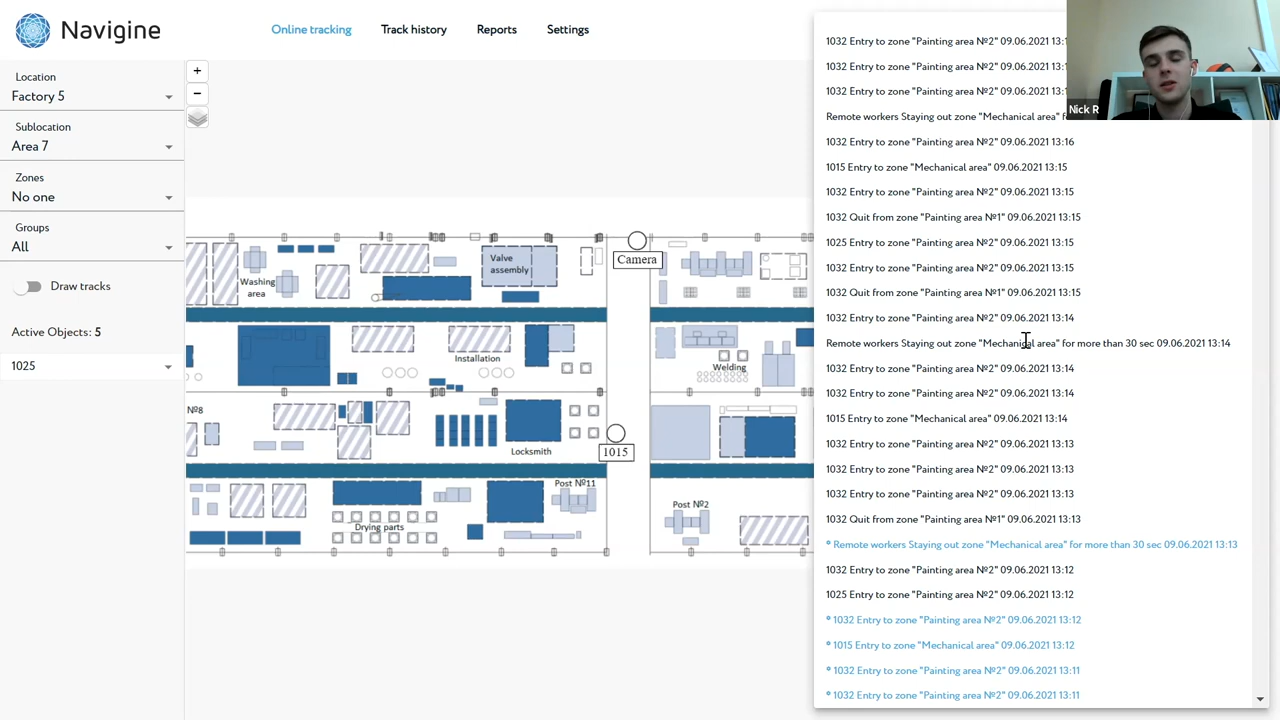 Navigine
Online tracking
Track history
Reports
Settings
Location
Factory 5
Sublocation
Area 7
Zones
No one
Groups
All
Draw tracks
Active Objects: 5
1025
+
−
Washing
area
Valve
assembly
Camera
Installation
Welding
№8
Locksmith
1015
Post №11
Post №2
Drying parts
1032 Entry to zone "Painting area №2" 09.06.2021 13:1
1032 Entry to zone "Painting area №2" 09.06.2021 13:1
1032 Entry to zone "Painting area №2" 09.06.2021 13:1
Remote workers Staying out zone "Mechanical area"
1032 Entry to zone "Painting area №2" 09.06.2021 13:16
1015 Entry to zone "Mechanical area" 09.06.2021 13:15
1032 Entry to zone "Painting area №2" 09.06.2021 13:15
1032 Quit from zone "Painting area №1" 09.06.2021 13:15
1025 Entry to zone "Painting area №2" 09.06.2021 13:15
1032 Entry to zone "Painting area №2" 09.06.2021 13:15
1032 Quit from zone "Painting area №1" 09.06.2021 13:15
1032 Entry to zone "Painting area №2" 09.06.2021 13:14
Remote workers Staying out zone "Mechanical area" for more than 30 sec 09.06.2021 13:14
1032 Entry to zone "Painting area №2" 09.06.2021 13:14
1032 Entry to zone "Painting area №2" 09.06.2021 13:14
1015 Entry to zone "Mechanical area" 09.06.2021 13:14
1032 Entry to zone "Painting area №2" 09.06.2021 13:13
1032 Entry to zone "Painting area №2" 09.06.2021 13:13
1032 Entry to zone "Painting area №2" 09.06.2021 13:13
1032 Quit from zone "Painting area №1" 09.06.2021 13:13
Remote workers Staying out zone "Mechanical area" for more than 30 sec 09.06.2021 13:13
1032 Entry to zone "Painting area №2" 09.06.2021 13:12
1025 Entry to zone "Painting area №2" 09.06.2021 13:12
1032 Entry to zone "Painting area №2" 09.06.2021 13:12
1015 Entry to zone "Mechanical area" 09.06.2021 13:12
1032 Entry to zone "Painting area №2" 09.06.2021 13:11
1032 Entry to zone "Painting area №2" 09.06.2021 13:11
Nick R